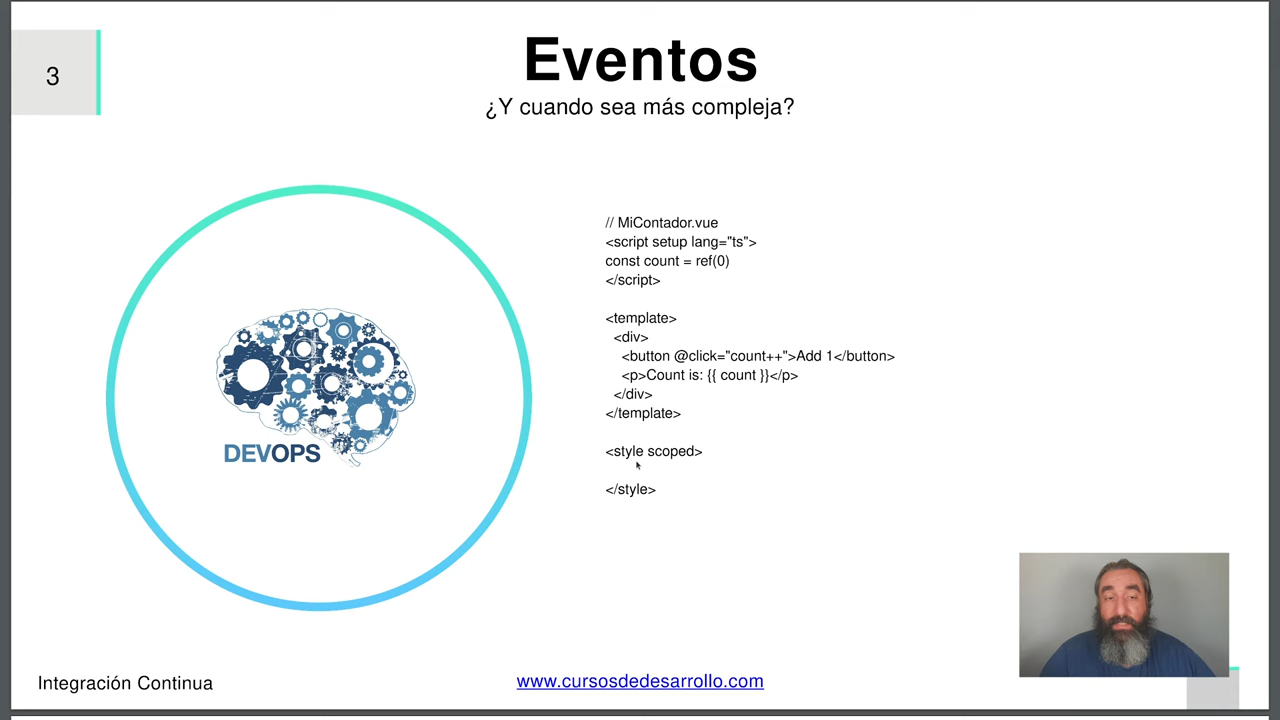 3
Eventos
¿Y cuando sea más compleja?
// MiContador.vue
<script setup lang="ts">
const count = ref(0)
</script>
<template>
<div>
<button @click="count++">Add 1</button>
<p>Count is: {{ count }}</p>
</div>
</template>
<style scoped>
</style>
DEVOPS
Integración Continua
www.cursosdedesarrollo.com